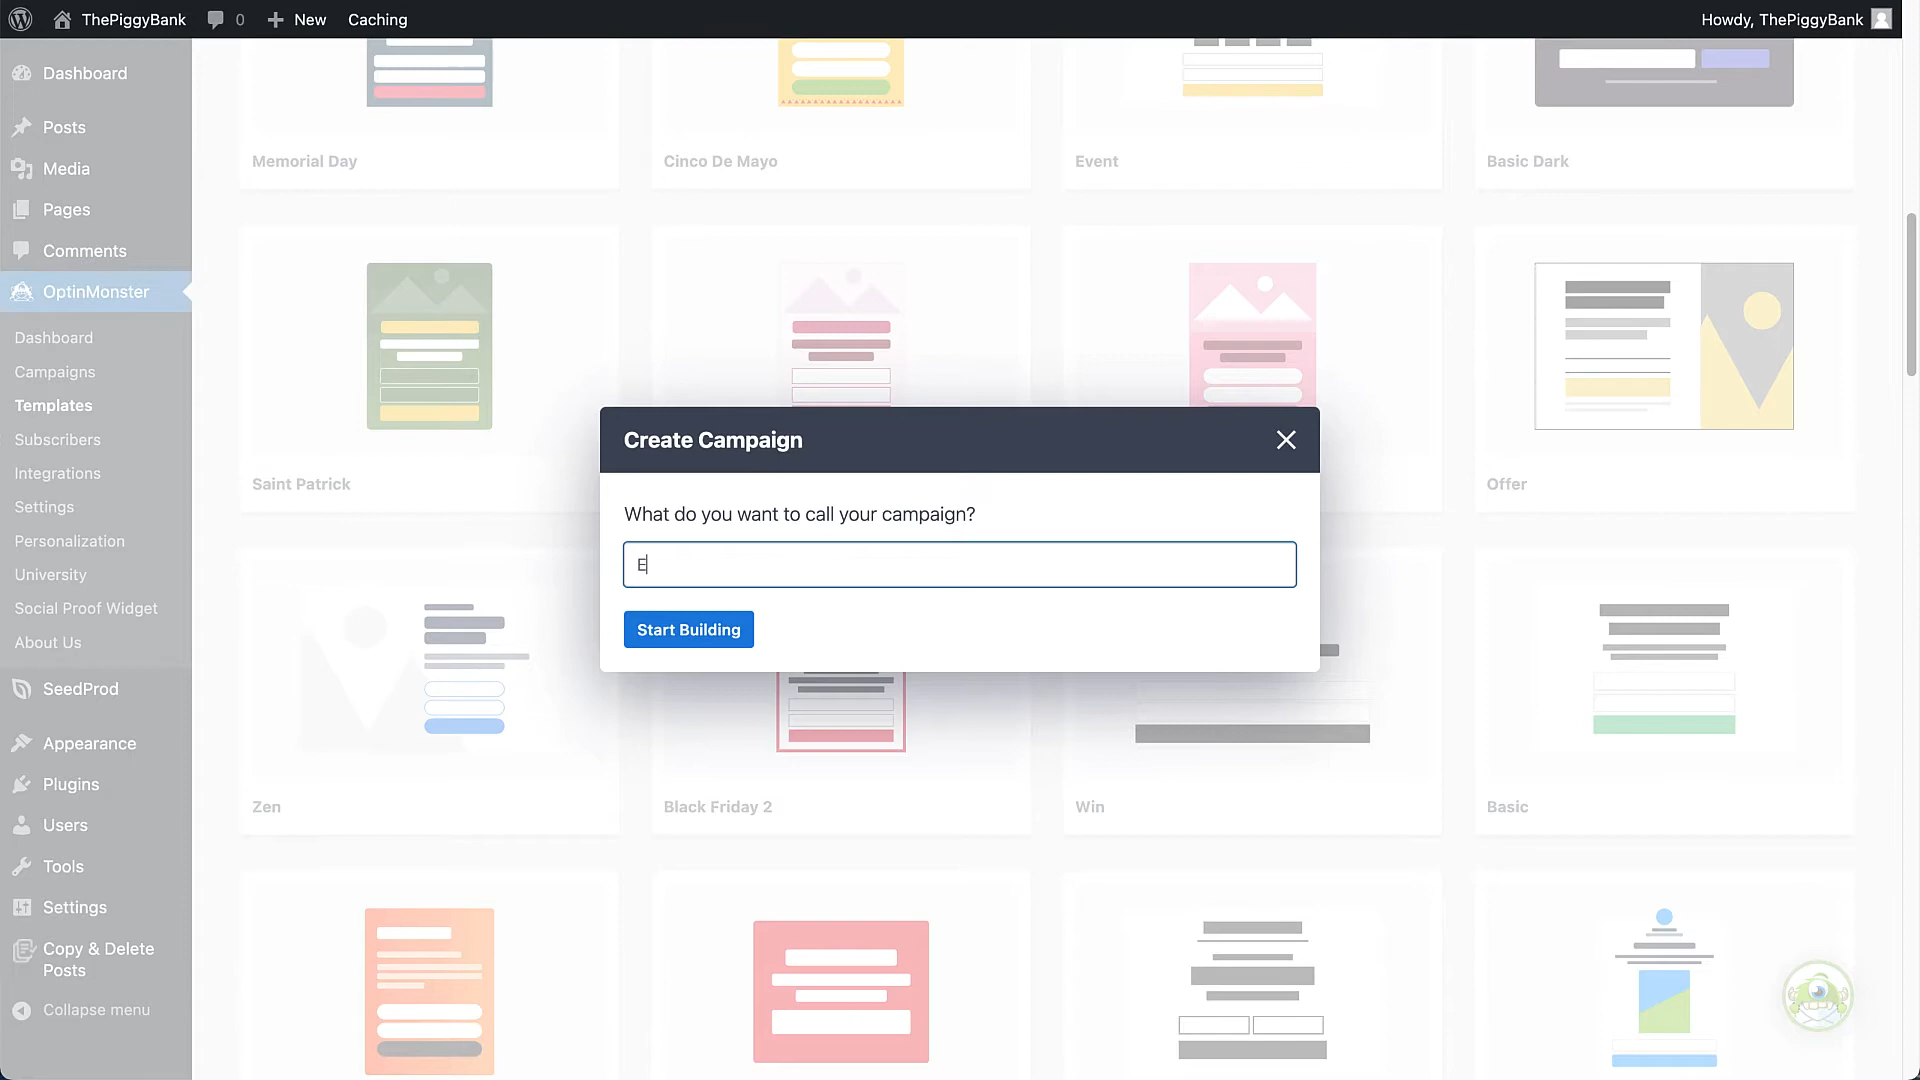 ThePiggyBank
0
New
Caching
Howdy, ThePiggyBank
Dashboard
Posts
Media
Pages
Comments
OptinMonster
Dashboard
Campaigns
Templates
Subscribers
Integrations
Settings
Personalization
University
Social Proof Widget
About Us
SeedProd
Appearance
Plugins
Users
Tools
Settings
Copy & Delete
Posts
Collapse menu
Memorial Day
Cinco De Mayo
Event
Basic Dark
Saint Patrick
Offer
Create Campaign
What do you want to call your campaign?
E
Start Building
Zen
Black Friday 2
Win
Basic